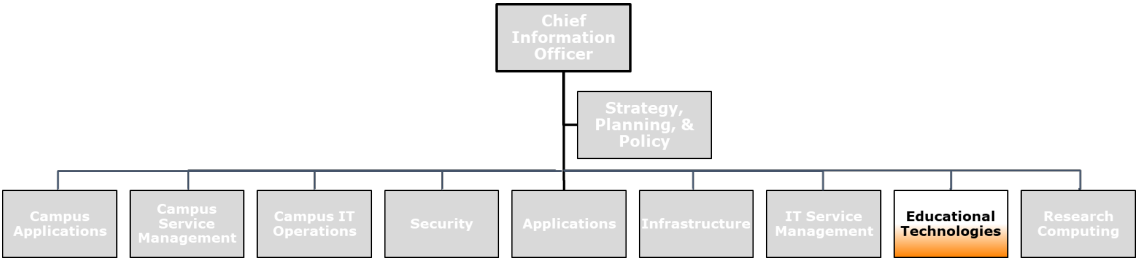 Chief
Information
Officer
Strategy,
Planning, &
Policy
Campus
Applications
Campus
Service
Management
Campus IT
Operations
Security
Applications
Infrastructure
IT Service
Management
Educational
Technologies
Research
Computing